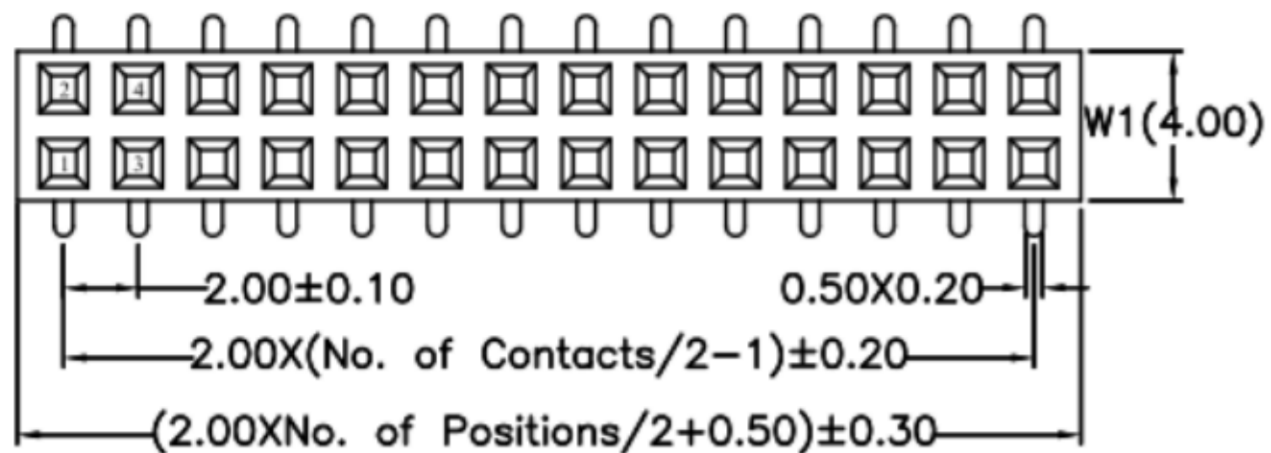 2 4
W1(4.00)
1 3
2.00±0.10 0.50X0.20
2.00X(No. of Contacts/2-1)±0.20
(2.00XNo. of Positions/2+0.50)±0.30